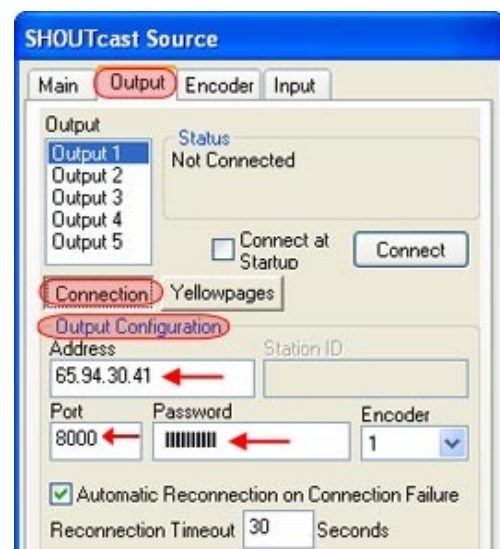 SHOUTcast Source
Main Output Encoder Input
Output
Output 1
Output 2
Output 3
Output 4
Output 5
Status
Not Connected
Connect at
Startup
Connect
Connection Yellowpages
Output Configuration
Address Station ID
65.94.30.41
Port Password Encoder
8000 1
Automatic Reconnection on Connection Failure
Reconnection Timeout 30 Seconds